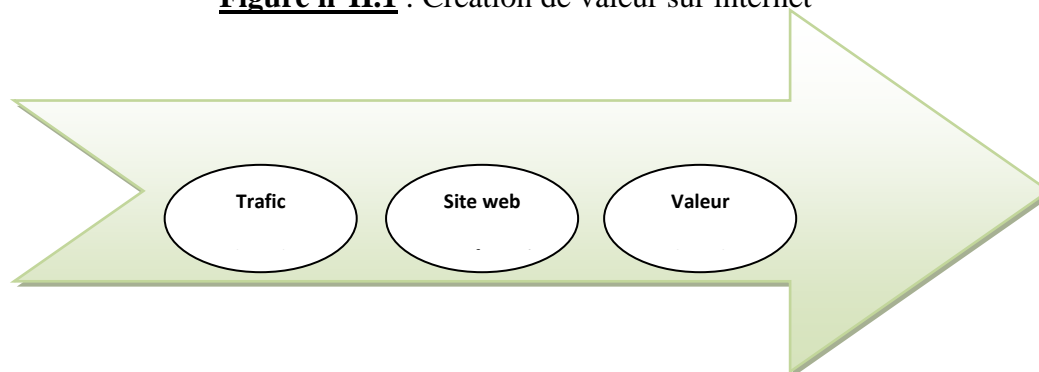 Figure n°II.1 : Création de valeur sur internet
Trafic
Site web
Valeur